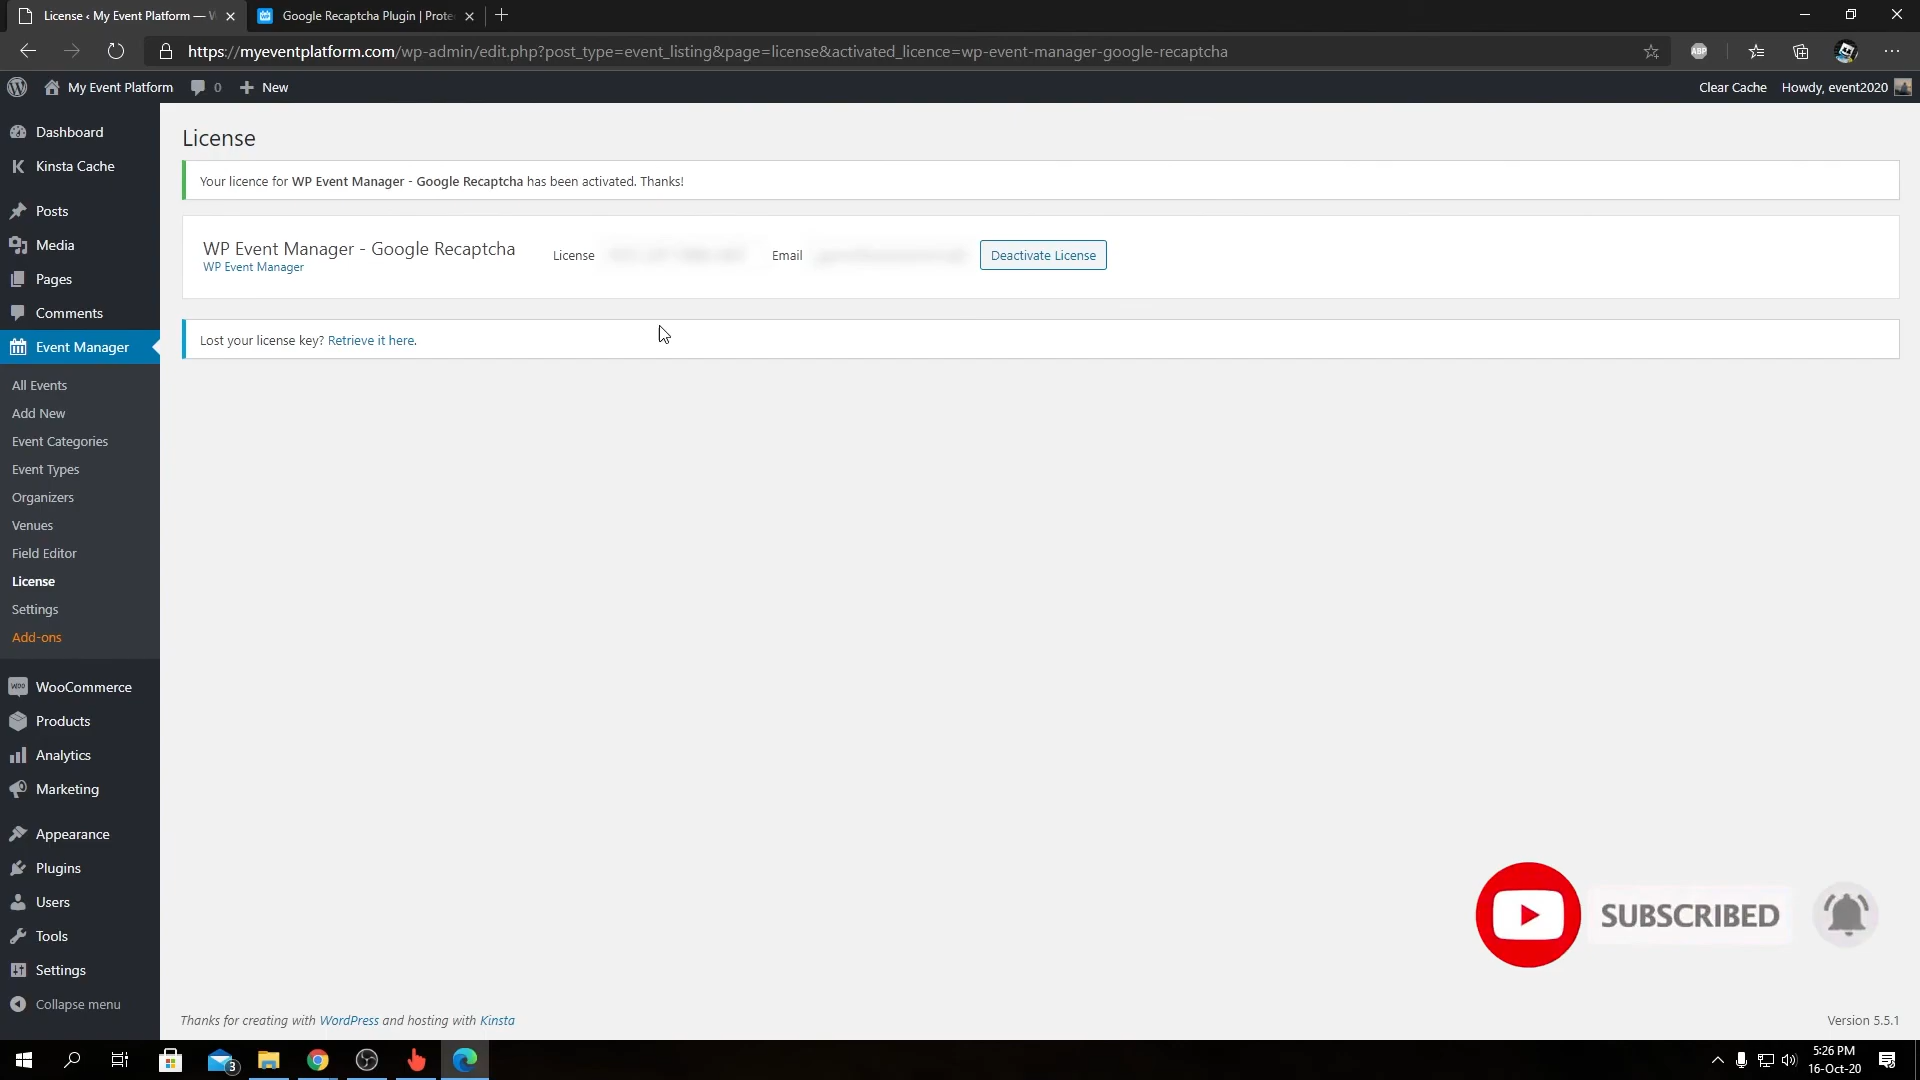 License ‹ My Event Platform — W
Google Recaptcha Plugin | Prote
https://myeventplatform.com/wp-admin/edit.php?post_type=event_listing&page=license&activated_licence=wp-event-manager-google-recaptcha
ABP
My Event Platform
0
New
Clear Cache
Howdy, event2020
Dashboard
Kinsta Cache
Posts
Media
Pages
Comments
Event Manager
All Events
Add New
Event Categories
Event Types
Organizers
Venues
Field Editor
License
Settings
Add-ons
WooCommerce
Products
Analytics
Marketing
Appearance
Plugins
Users
Tools
Settings
Collapse menu
License
Your licence for WP Event Manager - Google Recaptcha has been activated. Thanks!
WP Event Manager - Google Recaptcha
WP Event Manager
License
Email
Deactivate License
Lost your license key? Retrieve it here.
SUBSCRIBED
Thanks for creating with WordPress and hosting with Kinsta
Version 5.5.1
3
5:26 PM
16-Oct-20